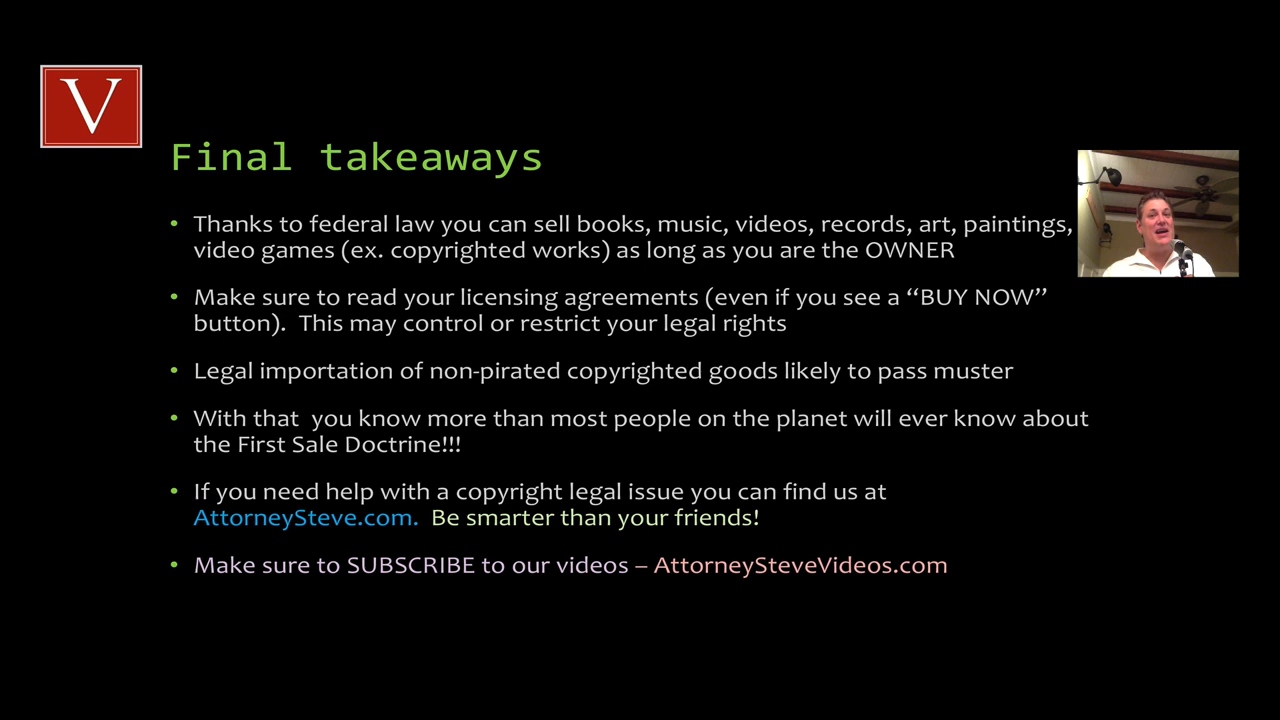 V
Final takeaways
• Thanks to federal law you can sell books, music, videos, records, art, paintings,
video games (ex. copyrighted works) as long as you are the OWNER
• Make sure to read your licensing agreements (even if you see a “BUY NOW”
button).  This may control or restrict your legal rights
• Legal importation of non-pirated copyrighted goods likely to pass muster
• With that  you know more than most people on the planet will ever know about
the First Sale Doctrine!!!
• If you need help with a copyright legal issue you can find us at
AttorneySteve.com.  Be smarter than your friends!
• Make sure to SUBSCRIBE to our videos – AttorneySteveVideos.com